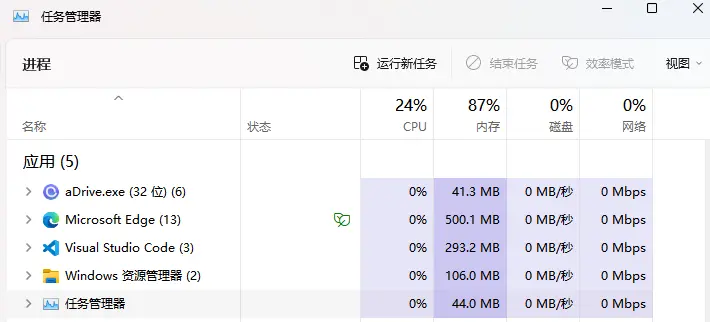 任务管理器
进程 运行新任务 结束任务 效率模式 视图
24% 87% 0% 0%
名称 状态 CPU 内存 磁盘 网络
应用 (5)
aDrive.exe (32 位) (6) 0% 41.3 MB 0 MB/秒 0 Mbps
Microsoft Edge (13) 0% 500.1 MB 0 MB/秒 0 Mbps
Visual Studio Code (3) 0% 293.2 MB 0 MB/秒 0 Mbps
Windows 资源管理器 (2) 0% 106.0 MB 0 MB/秒 0 Mbps
任务管理器 0% 44.0 MB 0 MB/秒 0 Mbps